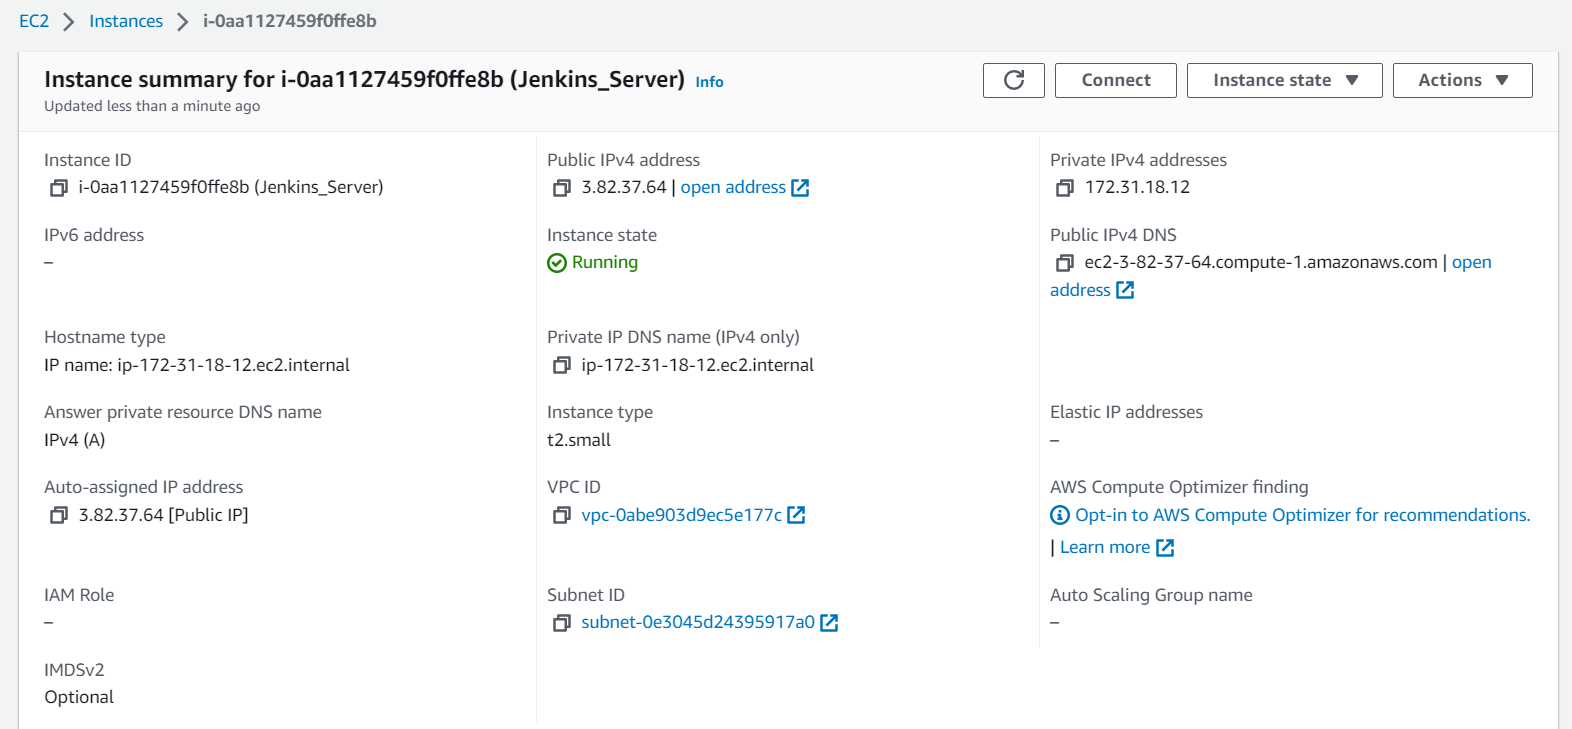 EC2 > Instances > i-0aa1127459f0ffe8b
Instance summary for i-0aa1127459f0ffe8b (Jenkins_Server) Info
Updated less than a minute ago
Connect
Instance state
Actions
Instance ID
i-0aa1127459f0ffe8b (Jenkins_Server)
Public IPv4 address
3.82.37.64 | open address
Private IPv4 addresses
172.31.18.12
IPv6 address
–
Instance state
Running
Public IPv4 DNS
ec2-3-82-37-64.compute-1.amazonaws.com | open
address
Hostname type
IP name: ip-172-31-18-12.ec2.internal
Private IP DNS name (IPv4 only)
ip-172-31-18-12.ec2.internal
Answer private resource DNS name
IPv4 (A)
Instance type
t2.small
Elastic IP addresses
–
Auto-assigned IP address
3.82.37.64 [Public IP]
VPC ID
vpc-0abe903d9ec5e177c
AWS Compute Optimizer finding
Opt-in to AWS Compute Optimizer for recommendations.
| Learn more
IAM Role
–
Subnet ID
subnet-0e3045d24395917a0
Auto Scaling Group name
–
IMDSv2
Optional